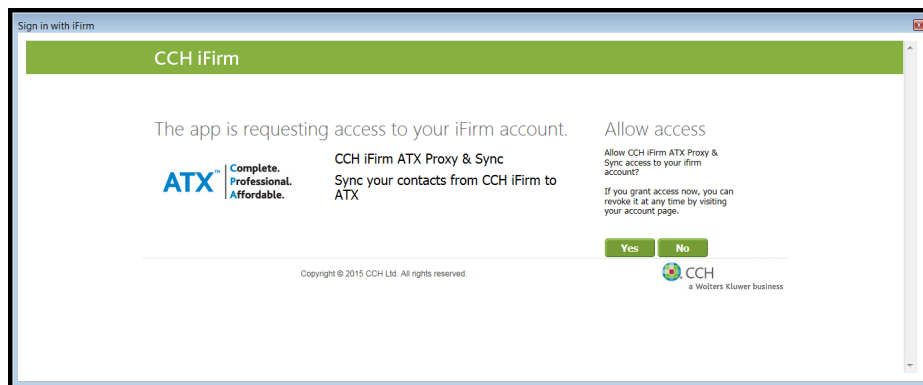 Sign in with iFirm
CCH iFirm
The app is requesting access to your iFirm account.
ATX™
Complete.
Professional.
Affordable.
CCH iFirm ATX Proxy & Sync
Sync your contacts from CCH iFirm to
ATX
Allow access
Allow CCH iFirm ATX Proxy &
Sync access to your ifirm
account?
If you grant access now, you can
revoke it at any time by visiting
your account page.
Yes
No
Copyright © 2015 CCH Ltd. All rights reserved.
CCH
a Wolters Kluwer business